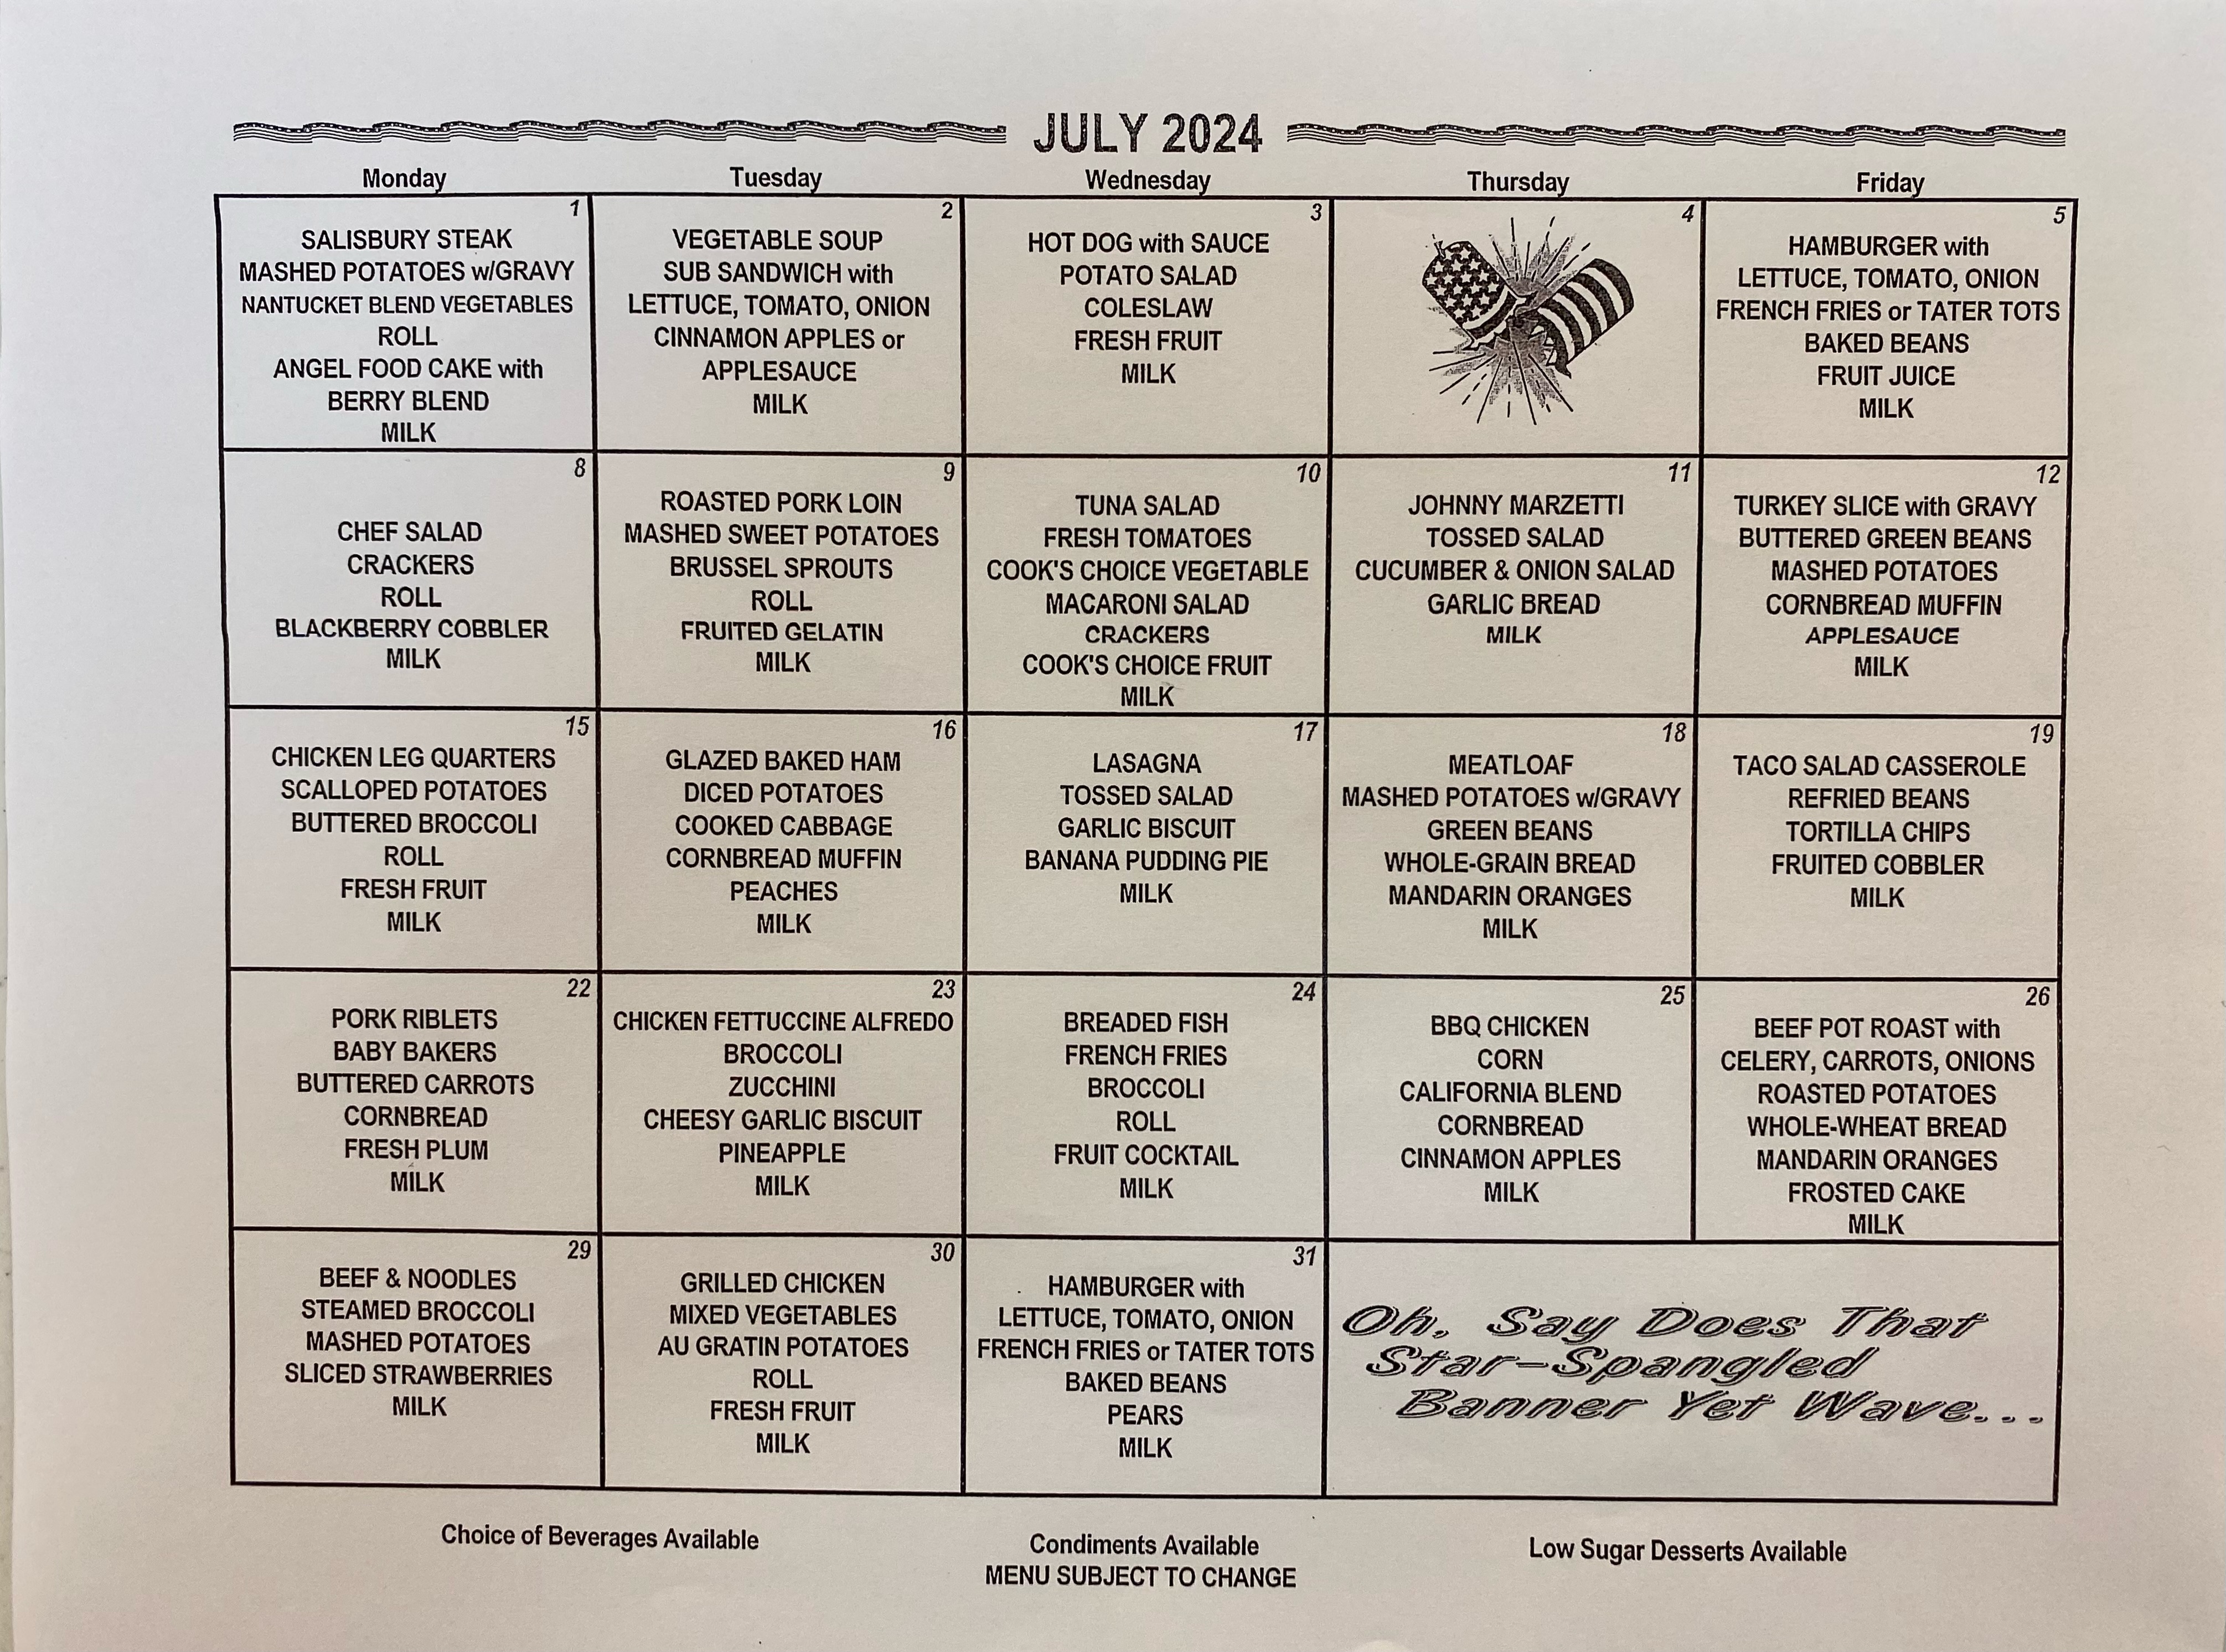 JULY 2024
Monday Tuesday Wednesday Thursday Friday
1
SALISBURY STEAK
MASHED POTATOES w/GRAVY
NANTUCKET BLEND VEGETABLES
ROLL
ANGEL FOOD CAKE with
BERRY BLEND
MILK
2
VEGETABLE SOUP
SUB SANDWICH with
LETTUCE, TOMATO, ONION
CINNAMON APPLES or
APPLESAUCE
MILK
3
HOT DOG with SAUCE
POTATO SALAD
COLESLAW
FRESH FRUIT
MILK
4
5
HAMBURGER with
LETTUCE, TOMATO, ONION
FRENCH FRIES or TATER TOTS
BAKED BEANS
FRUIT JUICE
MILK
8
CHEF SALAD
CRACKERS
ROLL
BLACKBERRY COBBLER
MILK
9
ROASTED PORK LOIN
MASHED SWEET POTATOES
BRUSSEL SPROUTS
ROLL
FRUITED GELATIN
MILK
10
TUNA SALAD
FRESH TOMATOES
COOK'S CHOICE VEGETABLE
MACARONI SALAD
CRACKERS
COOK'S CHOICE FRUIT
MILK
11
JOHNNY MARZETTI
TOSSED SALAD
CUCUMBER & ONION SALAD
GARLIC BREAD
MILK
12
TURKEY SLICE with GRAVY
BUTTERED GREEN BEANS
MASHED POTATOES
CORNBREAD MUFFIN
APPLESAUCE
MILK
15
CHICKEN LEG QUARTERS
SCALLOPED POTATOES
BUTTERED BROCCOLI
ROLL
FRESH FRUIT
MILK
16
GLAZED BAKED HAM
DICED POTATOES
COOKED CABBAGE
CORNBREAD MUFFIN
PEACHES
MILK
17
LASAGNA
TOSSED SALAD
GARLIC BISCUIT
BANANA PUDDING PIE
MILK
18
MEATLOAF
MASHED POTATOES w/GRAVY
GREEN BEANS
WHOLE-GRAIN BREAD
MANDARIN ORANGES
MILK
19
TACO SALAD CASSEROLE
REFRIED BEANS
TORTILLA CHIPS
FRUITED COBBLER
MILK
22
PORK RIBLETS
BABY BAKERS
BUTTERED CARROTS
CORNBREAD
FRESH PLUM
MILK
23
CHICKEN FETTUCCINE ALFREDO
BROCCOLI
ZUCCHINI
CHEESY GARLIC BISCUIT
PINEAPPLE
MILK
24
BREADED FISH
FRENCH FRIES
BROCCOLI
ROLL
FRUIT COCKTAIL
MILK
25
BBQ CHICKEN
CORN
CALIFORNIA BLEND
CORNBREAD
CINNAMON APPLES
MILK
26
BEEF POT ROAST with
CELERY, CARROTS, ONIONS
ROASTED POTATOES
WHOLE-WHEAT BREAD
MANDARIN ORANGES
FROSTED CAKE
MILK
29
BEEF & NOODLES
STEAMED BROCCOLI
MASHED POTATOES
SLICED STRAWBERRIES
MILK
30
GRILLED CHICKEN
MIXED VEGETABLES
AU GRATIN POTATOES
ROLL
FRESH FRUIT
MILK
31
HAMBURGER with
LETTUCE, TOMATO, ONION
FRENCH FRIES or TATER TOTS
BAKED BEANS
PEARS
MILK
Oh, Say Does That
Star-Spangled
Banner Yet Wave...
Choice of Beverages Available
Condiments Available
MENU SUBJECT TO CHANGE
Low Sugar Desserts Available